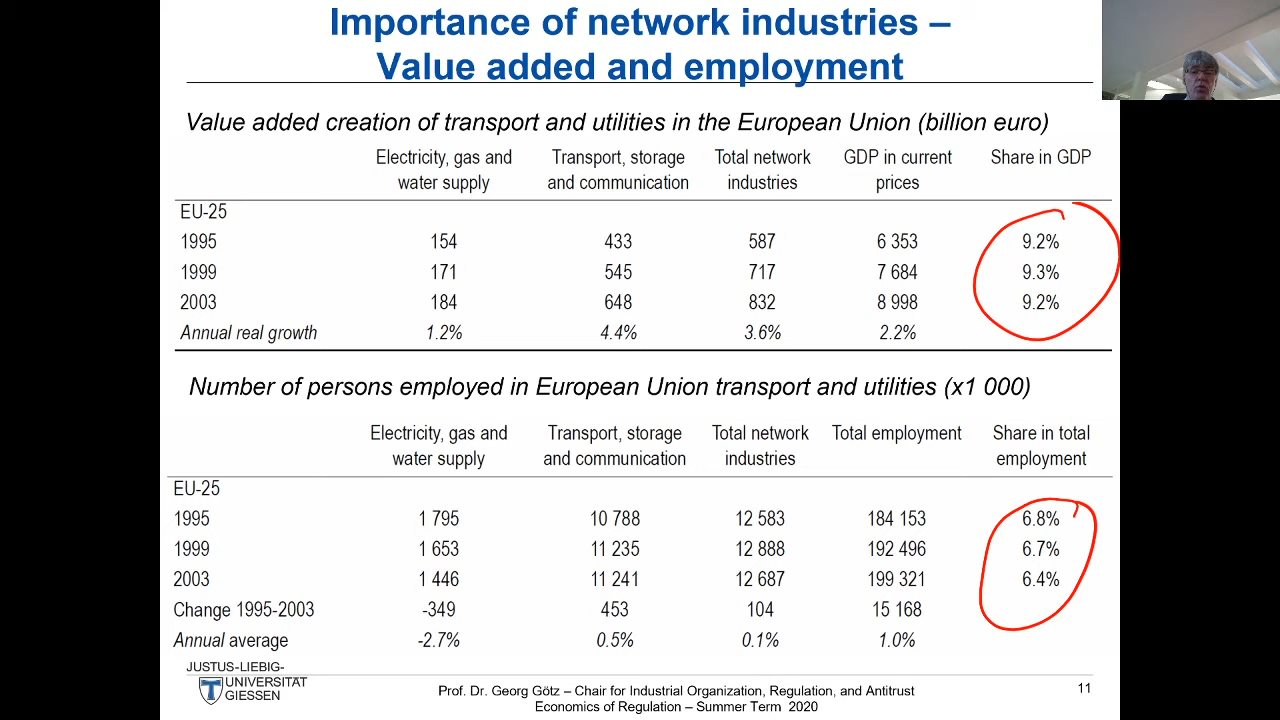 Importance of network industries –
Value added and employment
Value added creation of transport and utilities in the European Union (billion euro)
Electricity, gas and water supply Transport, storage and communication Total network industries GDP in current prices Share in GDP
EU-25
1995 154 433 587 6 353 9.2%
1999 171 545 717 7 684 9.3%
2003 184 648 832 8 998 9.2%
Annual real growth 1.2% 4.4% 3.6% 2.2%
Number of persons employed in European Union transport and utilities (x1 000)
Electricity, gas and water supply Transport, storage and communication Total network industries Total employment Share in total employment
EU-25
1995 1 795 10 788 12 583 184 153 6.8%
1999 1 653 11 235 12 888 192 496 6.7%
2003 1 446 11 241 12 687 199 321 6.4%
Change 1995-2003 -349 453 104 15 168
Annual average -2.7% 0.5% 0.1% 1.0%
JUSTUS-LIEBIG-
UNIVERSITÄT
GIESSEN
Prof. Dr. Georg Götz – Chair for Industrial Organization, Regulation, and Antitrust
Economics of Regulation – Summer Term 2020
11